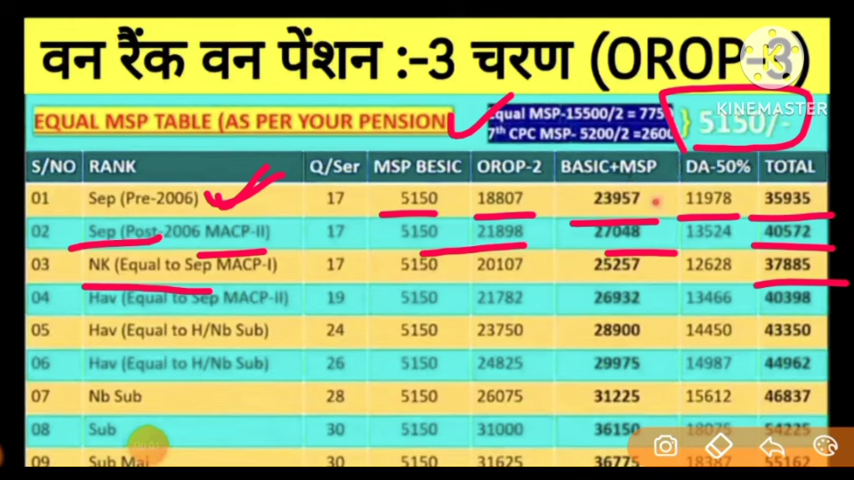 वन रैंक वन पेंशन :-3 चरण (OROP-3)
KINEMASTER
EQUAL MSP TABLE (AS PER YOUR PENSION
Equal MSP-15500/2 = 775
7th CPC MSP- 5200/2 =2600
} 5150/-
S/NO RANK Q/Ser MSP BESIC OROP-2 BASIC+MSP DA-50% TOTAL
01 Sep (Pre-2006) 17 5150 18807 23957 11978 35935
02 Sep (Post-2006 MACP-II) 17 5150 21898 27048 13524 40572
03 NK (Equal to Sep MACP-I) 17 5150 20107 25257 12628 37885
04 Hav (Equal to Sep MACP-II) 19 5150 21782 26932 13466 40398
05 Hav (Equal to H/Nb Sub) 24 5150 23750 28900 14450 43350
06 Hav (Equal to H/Nb Sub) 26 5150 24825 29975 14987 44962
07 Nb Sub 28 5150 26075 31225 15612 46837
08 Sub 30 5150 31000 36150 18075 54225
09 Sub Maj 30 5150 31625 36775 18387 55162